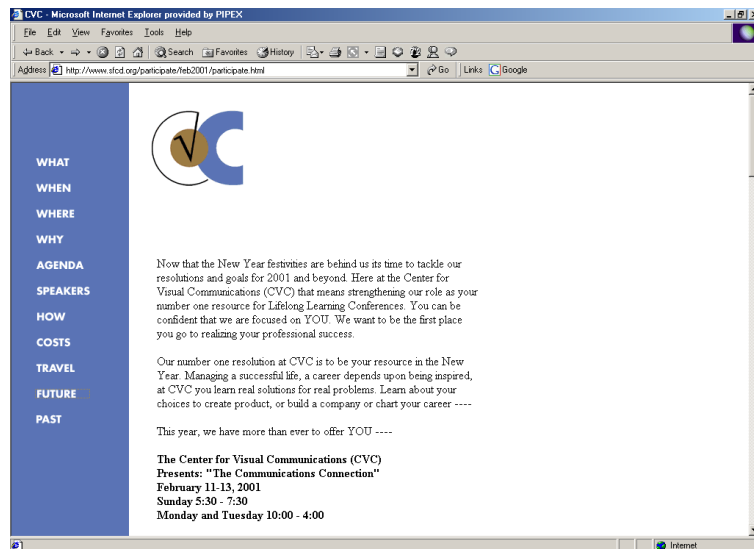 CVC - Microsoft Internet Explorer provided by PIPEX
File Edit View Favorites Tools Help
Back Search Favorites History
Address http://www.sfcd.org/participate/feb2001/participate.html Go Links Google
CVC
WHAT
WHEN
WHERE
WHY
AGENDA
SPEAKERS
HOW
COSTS
TRAVEL
FUTURE
PAST
Now that the New Year festivities are behind us its time to tackle our
resolutions and goals for 2001 and beyond. Here at the Center for
Visual Communications (CVC) that means strengthening our role as your
number one resource for Lifelong Learning Conferences. You can be
confident that we are focused on YOU. We want to be the first place
you go to realizing your professional success.
Our number one resolution at CVC is to be your resource in the New
Year. Managing a successful life, a career depends upon being inspired,
at CVC you learn real solutions for real problems. Learn about your
choices to create product, or build a company or chart your career ----
This year, we have more than ever to offer YOU ----
The Center for Visual Communications (CVC)
Presents: "The Communications Connection"
February 11-13, 2001
Sunday 5:30 - 7:30
Monday and Tuesday 10:00 - 4:00
Internet